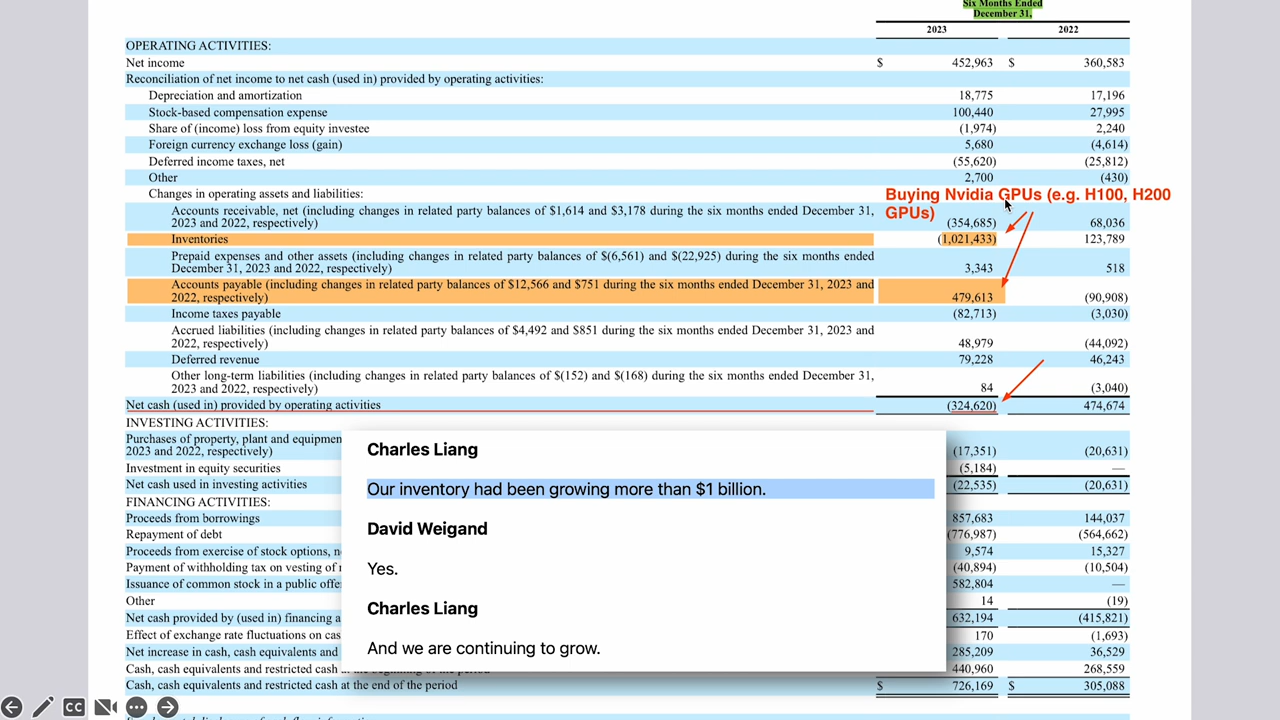 Six Months Ended
December 31,
2023 2022
OPERATING ACTIVITIES:
Net income $ 452,963 $ 360,583
Reconciliation of net income to net cash (used in) provided by operating activities:
Depreciation and amortization 18,775 17,196
Stock-based compensation expense 100,440 27,995
Share of (income) loss from equity investee (1,974) 2,240
Foreign currency exchange loss (gain) 5,680 (4,614)
Deferred income taxes, net (55,620) (25,812)
Other 2,700 (430)
Changes in operating assets and liabilities:
Buying Nvidia GPUs (e.g. H100, H200
GPUs)
Accounts receivable, net (including changes in related party balances of $1,614 and $3,178 during the six months ended December 31,
2023 and 2022, respectively) (354,685) 68,036
Inventories (1,021,433) 123,789
Prepaid expenses and other assets (including changes in related party balances of $(6,561) and $(22,925) during the six months ended
December 31, 2023 and 2022, respectively) 3,343 518
Accounts payable (including changes in related party balances of $12,566 and $751 during the six months ended December 31, 2023 and
2022, respectively) 479,613 (90,908)
Income taxes payable (82,713) (3,030)
Accrued liabilities (including changes in related party balances of $4,492 and $851 during the six months ended December 31, 2023 and
2022, respectively) 48,979 (44,092)
Deferred revenue 79,228 46,243
Other long-term liabilities (including changes in related party balances of $(152) and $(168) during the six months ended December 31,
2023 and 2022, respectively) 84 (3,040)
Net cash (used in) provided by operating activities (324,620) 474,674
INVESTING ACTIVITIES:
Purchases of property, plant and equipmen
2023 and 2022, respectively) (17,351) (20,631)
Investment in equity securities (5,184) —
Net cash used in investing activities (22,535) (20,631)
FINANCING ACTIVITIES:
Proceeds from borrowings 857,683 144,037
Repayment of debt (776,987) (564,662)
Proceeds from exercise of stock options, n 9,574 15,327
Payment of withholding tax on vesting of (40,894) (10,504)
Issuance of common stock in a public offe 582,804 —
Other 14 (19)
Net cash provided by (used in) financing a 632,194 (415,821)
Effect of exchange rate fluctuations on cas 170 (1,693)
Net increase in cash, cash equivalents and 285,209 36,529
Cash, cash equivalents and restricted cash 440,960 268,559
Cash, cash equivalents and restricted cash at the end of the period $ 726,169 $ 305,088
Charles Liang
Our inventory had been growing more than $1 billion.
David Weigand
Yes.
Charles Liang
And we are continuing to grow.
CC